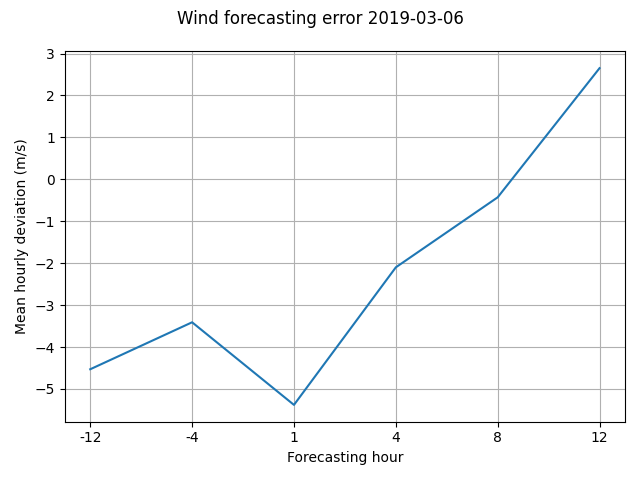 Wind forecasting error 2019-03-06
3
2
1
0
−1
−2
−3
−4
−5
Mean hourly deviation (m/s)
-12 -4 1 4 8 12
Forecasting hour